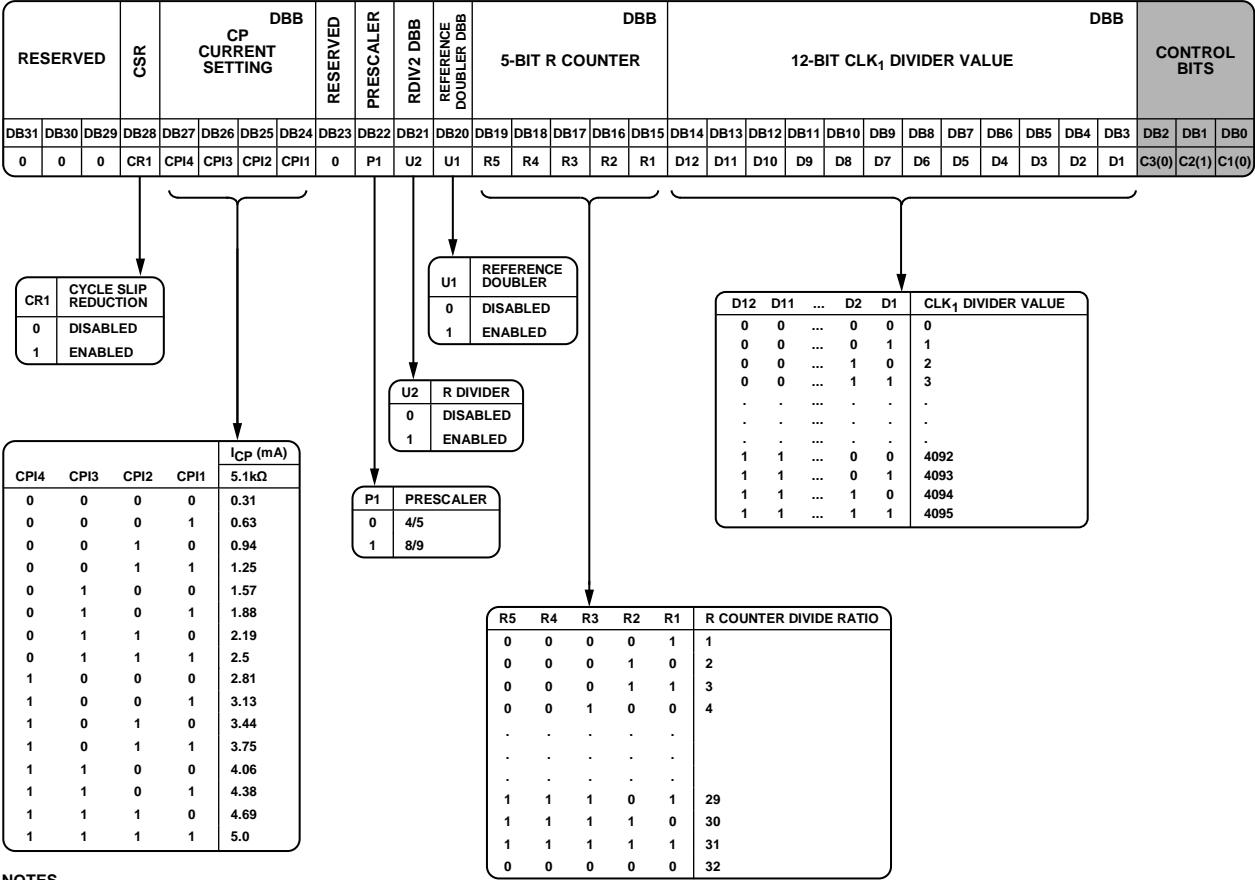 RESERVED
CSR
DBB
CP
CURRENT
SETTING
RESERVED
PRESCALER
RDIV2 DBB
REFERENCE
DOUBLER DBB
DBB
5-BIT R COUNTER
DBB
12-BIT CLK1 DIVIDER VALUE
CONTROL
BITS
DB31 DB30 DB29 DB28 DB27 DB26 DB25 DB24 DB23 DB22 DB21 DB20 DB19 DB18 DB17 DB16 DB15 DB14 DB13 DB12 DB11 DB10 DB9 DB8 DB7 DB6 DB5 DB4 DB3 DB2 DB1 DB0
0 0 0 CR1 CPI4 CPI3 CPI2 CPI1 0 P1 U2 U1 R5 R4 R3 R2 R1 D12 D11 D10 D9 D8 D7 D6 D5 D4 D3 D2 D1 C3(0) C2(1) C1(0)
CR1 CYCLE SLIP
REDUCTION
0 DISABLED
1 ENABLED
U1 REFERENCE
DOUBLER
0 DISABLED
1 ENABLED
D12 D11 ... D2 D1 CLK1 DIVIDER VALUE
0 0 ... 0 0 0
0 0 ... 0 1 1
0 0 ... 1 0 2
0 0 ... 1 1 3
. . ... . . .
. . ... . . .
. . ... . . .
1 1 ... 0 0 4092
1 1 ... 0 1 4093
1 1 ... 1 0 4094
1 1 ... 1 1 4095
U2 R DIVIDER
0 DISABLED
1 ENABLED
P1 PRESCALER
0 4/5
1 8/9
ICP (mA)
CPI4 CPI3 CPI2 CPI1 5.1kΩ
0 0 0 0 0.31
0 0 0 1 0.63
0 0 1 0 0.94
0 0 1 1 1.25
0 1 0 0 1.57
0 1 0 1 1.88
0 1 1 0 2.19
0 1 1 1 2.5
1 0 0 0 2.81
1 0 0 1 3.13
1 0 1 0 3.44
1 0 1 1 3.75
1 1 0 0 4.06
1 1 0 1 4.38
1 1 1 0 4.69
1 1 1 1 5.0
R5 R4 R3 R2 R1 R COUNTER DIVIDE RATIO
0 0 0 0 1 1
0 0 0 1 0 2
0 0 0 1 1 3
0 0 1 0 0 4
. . . . .
. . . . .
. . . . .
1 1 1 0 1 29
1 1 1 1 0 30
1 1 1 1 1 31
0 0 0 0 0 32
NOTES